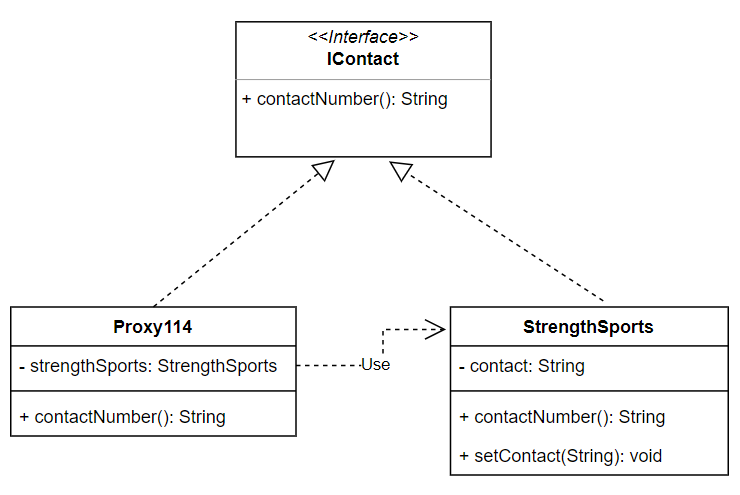 <<Interface>>
IContact
+ contactNumber(): String
Proxy114
- strengthSports: StrengthSports
+ contactNumber(): String
Use
StrengthSports
- contact: String
+ contactNumber(): String
+ setContact(String): void